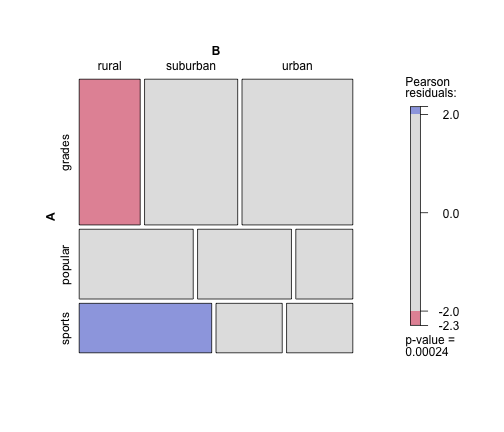 B
rural suburban urban
A
grades
popular
sports
Pearson
residuals:
2.0
0.0
-2.0
-2.3
p-value =
0.00024